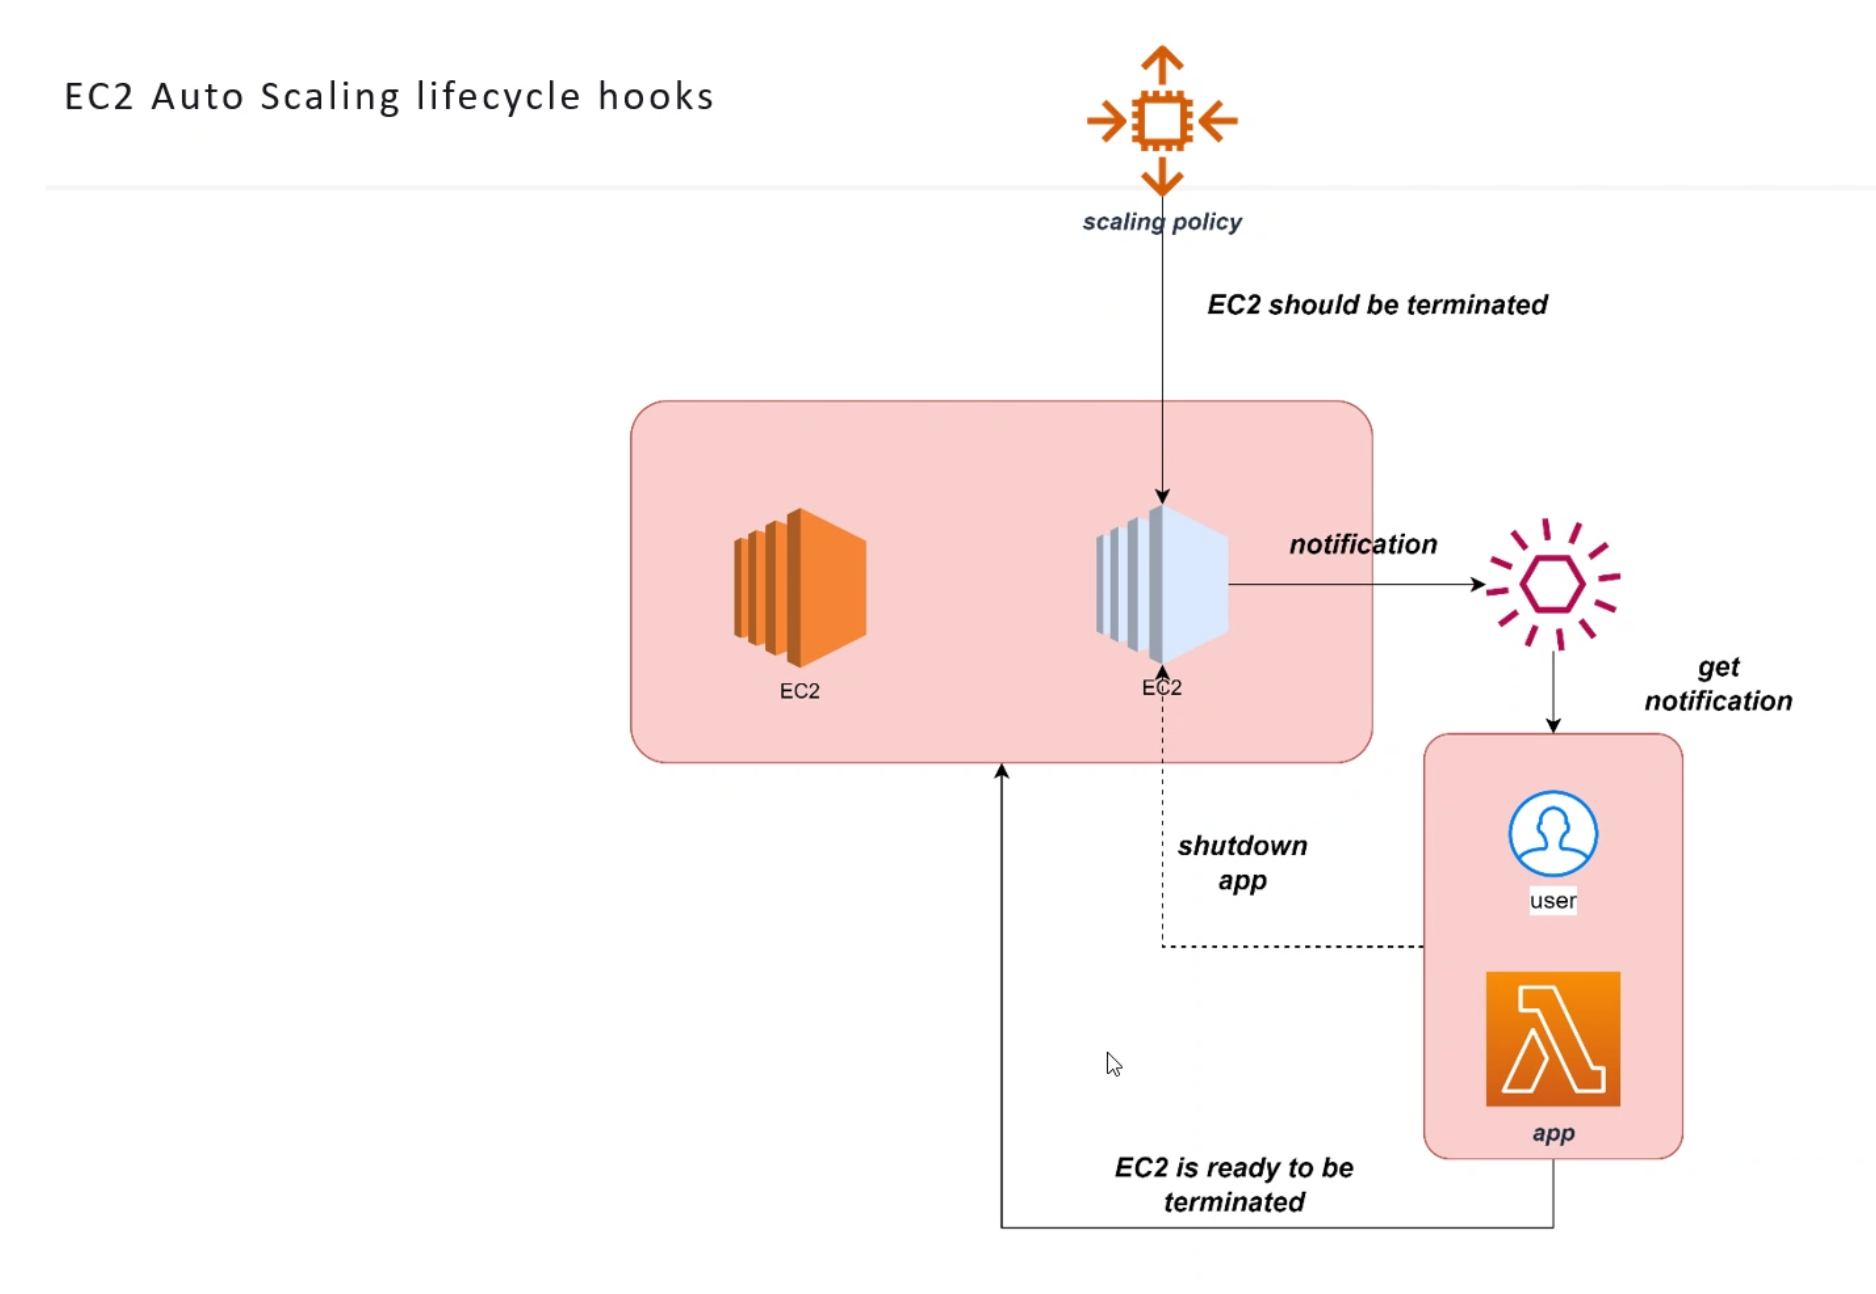 EC2 Auto Scaling lifecycle hooks
scaling policy
EC2 should be terminated
notification
EC2
EC2
get
notification
shutdown
app
user
app
EC2 is ready to be
terminated